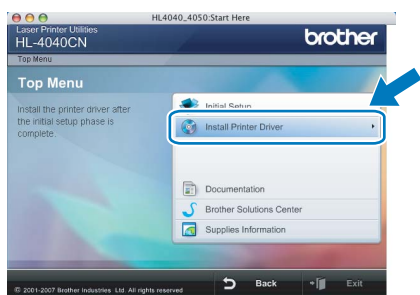 HL4040_4050:Start Here
Laser Printer Utilities
HL-4040CN
brother
Top Menu
Top Menu
Install the printer driver after
the initial setup phase is
complete.
Initial Setup
Install Printer Driver
Documentation
Brother Solutions Center
Supplies Information
© 2001-2007 Brother Industries Ltd. All rights reserved
Back
Exit